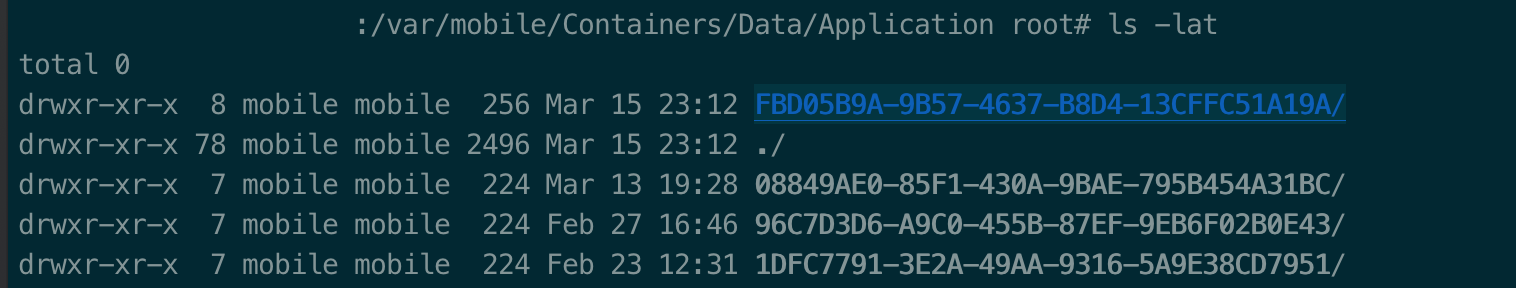 :/var/mobile/Containers/Data/Application root# ls -lat
total 0
drwxr-xr-x  8 mobile mobile  256 Mar 15 23:12 FBD05B9A-9B57-4637-B8D4-13CFFC51A19A/
drwxr-xr-x 78 mobile mobile 2496 Mar 15 23:12 ./
drwxr-xr-x  7 mobile mobile  224 Mar 13 19:28 08849AE0-85F1-430A-9BAE-795B454A31BC/
drwxr-xr-x  7 mobile mobile  224 Feb 27 16:46 96C7D3D6-A9C0-455B-87EF-9EB6F02B0E43/
drwxr-xr-x  7 mobile mobile  224 Feb 23 12:31 1DFC7791-3E2A-49AA-9316-5A9E38CD7951/